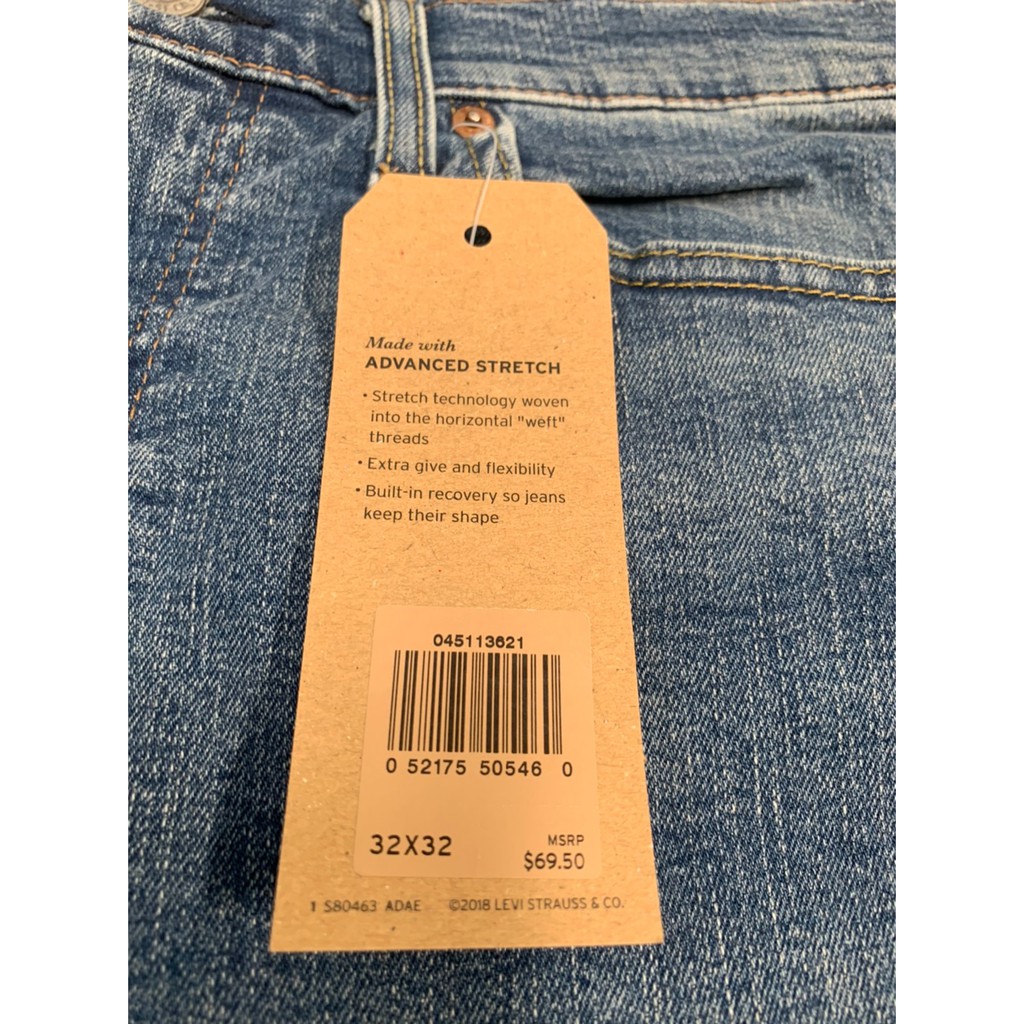 Made with
ADVANCED STRETCH
• Stretch technology woven
into the horizontal "weft"
threads
• Extra give and flexibility
• Built-in recovery so jeans
keep their shape
045113621
0 52175 50546 0
32X32
MSRP
$69.50
1 S80463 ADAE ©2018 LEVI STRAUSS & CO.